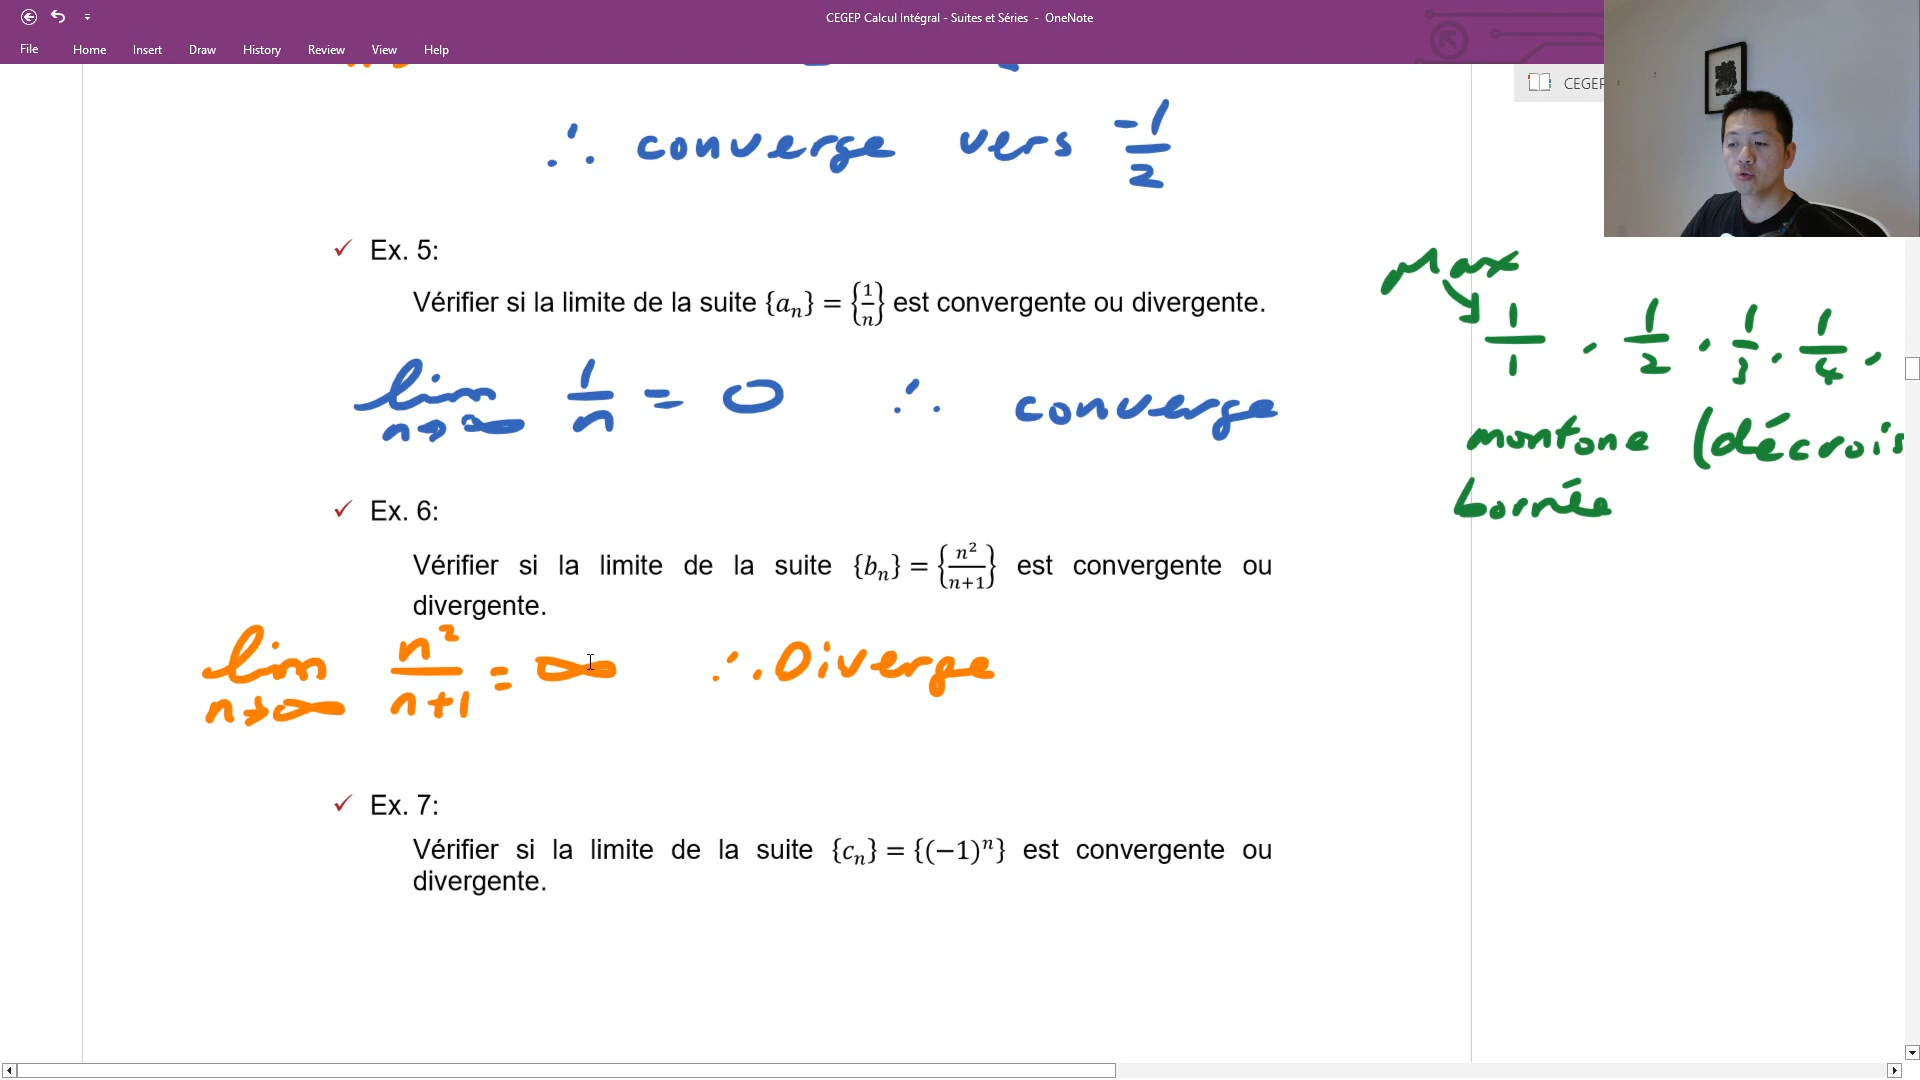 CEGEP Calcul Intégral - Suites et Séries - OneNote
File Home Insert Draw History Review View Help
CEGEP
∴ converge vers -1/2
Ex. 5:
Vérifier si la limite de la suite {aₙ} = {1/n} est convergente ou divergente.
lim n→∞ 1/n = 0 ∴ converge
Max
1/1 , 1/2 , 1/3 , 1/4 ,
montone (décrois
bornée
Ex. 6:
Vérifier si la limite de la suite {bₙ} = {n²/n+1} est convergente ou
divergente.
lim n→∞ n²/n+1 = ∞ ∴ Diverge
Ex. 7:
Vérifier si la limite de la suite {cₙ} = {(−1)ⁿ} est convergente ou
divergente.